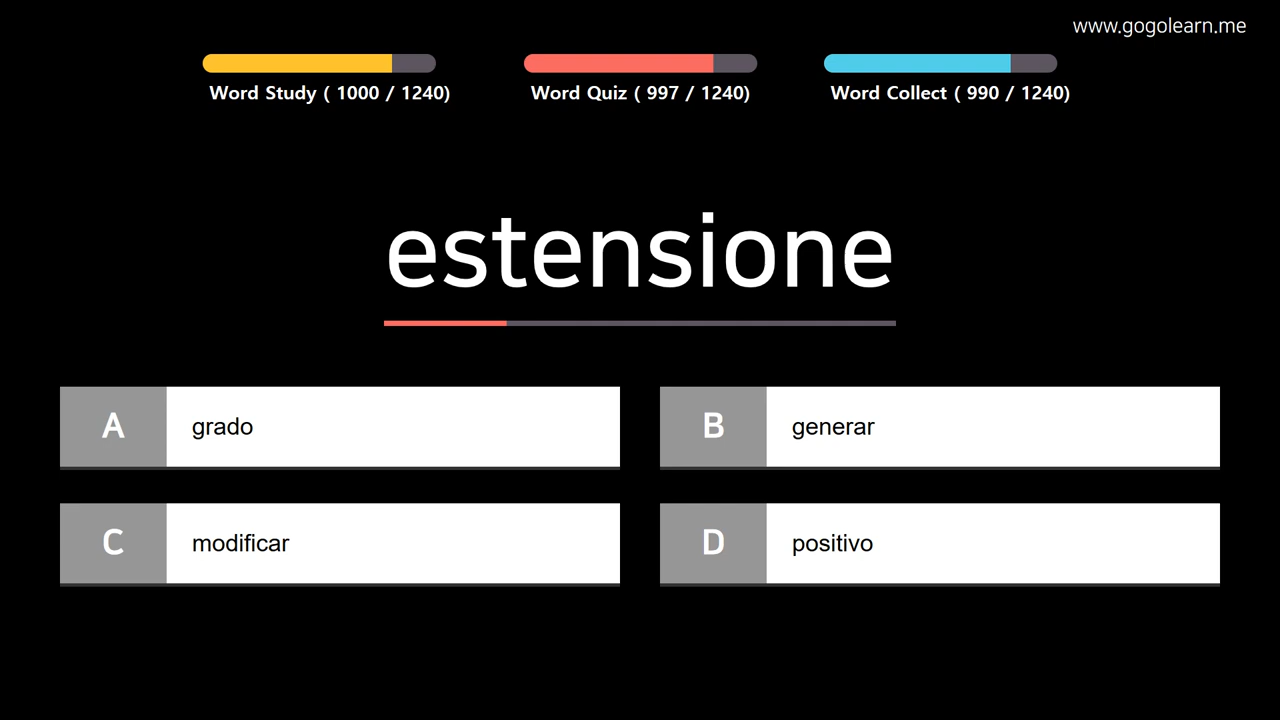 www.gogolearn.me
Word Study ( 1000 / 1240)
Word Quiz ( 997 / 1240)
Word Collect ( 990 / 1240)
estensione
A grado
B generar
C modificar
D positivo